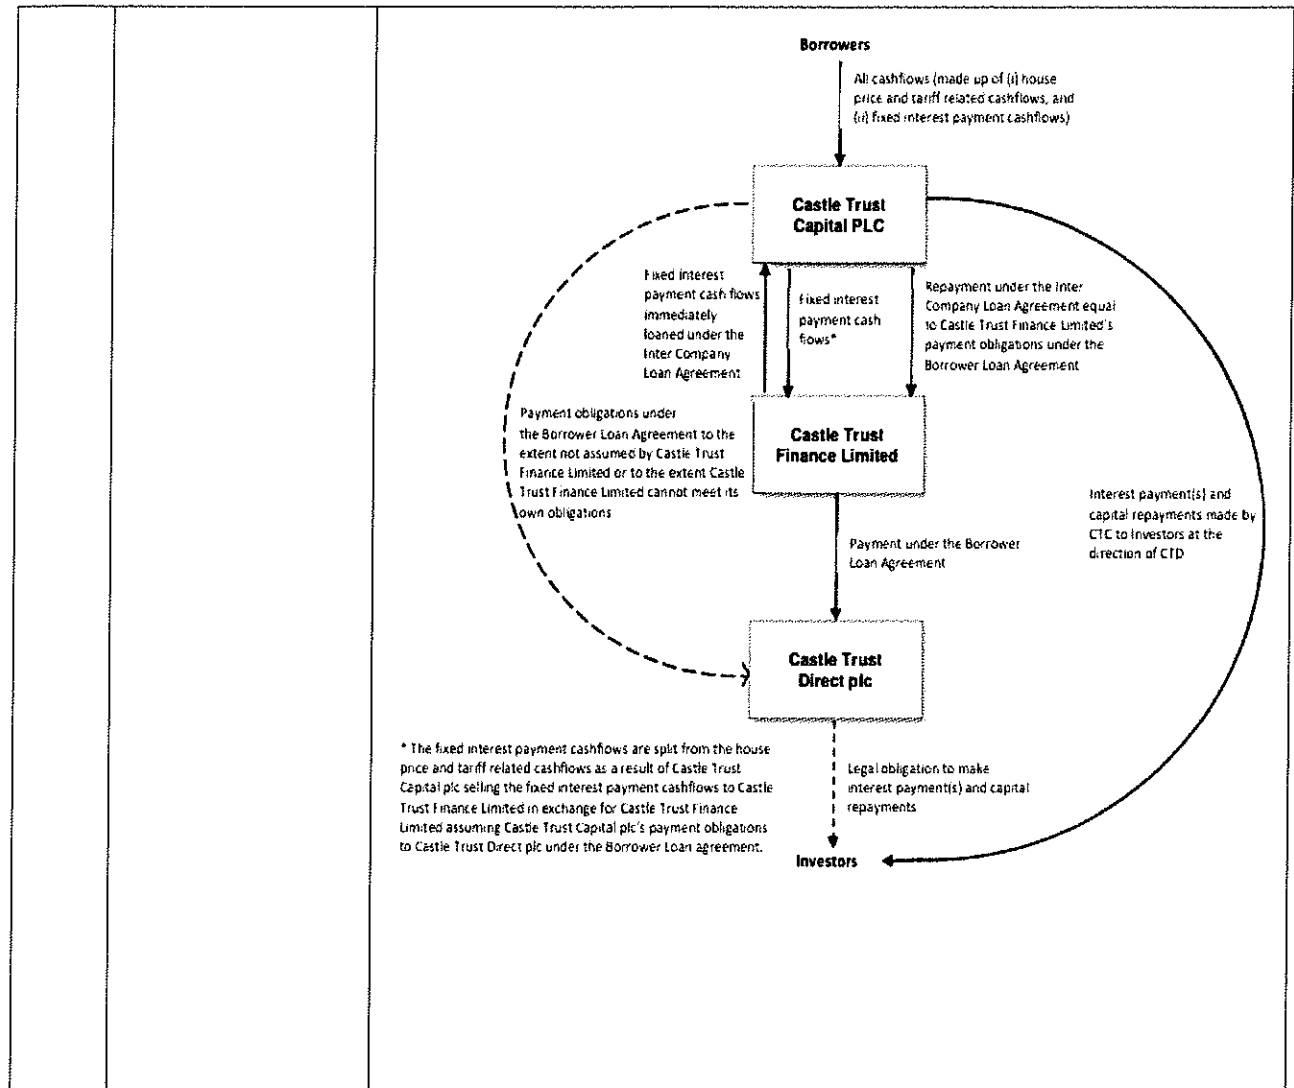 Borrowers
All cashflows (made up of (i) house
price and tariff related cashflows, and
(ii) fixed interest payment cashflows)
Castle Trust
Capital PLC
Fixed interest
payment cash flows
immediately
loaned under the
Inter Company
Loan Agreement
Fixed interest
payment cash
flows*
Repayment under the Inter
Company Loan Agreement equal
to Castle Trust Finance Limited's
payment obligations under the
Borrower Loan Agreement
Payment obligations under
the Borrower Loan Agreement to the
extent not assumed by Castle Trust
Finance Limited or to the extent Castle
Trust Finance Limited cannot meet its
own obligations
Castle Trust
Finance Limited
Interest payment(s) and
capital repayments made by
CTC to Investors at the
direction of CTD
Payment under the Borrower
Loan Agreement
Castle Trust
Direct plc
* The fixed interest payment cashflows are split from the house
price and tariff related cashflows as a result of Castle Trust
Capital plc selling the fixed interest payment cashflows to Castle
Trust Finance Limited in exchange for Castle Trust Finance
Limited assuming Castle Trust Capital plc's payment obligations
to Castle Trust Direct plc under the Borrower Loan agreement.
Legal obligation to make
interest payment(s) and capital
repayments
Investors